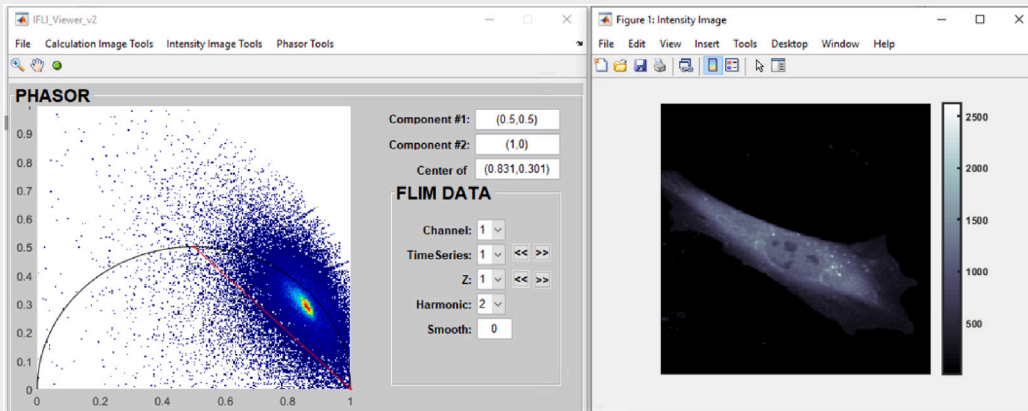 IFLI_Viewer_v2
File Calculation Image Tools Intensity Image Tools Phasor Tools
PHASOR
0.9
0.8
0.7
0.6
0.5
0.4
0.3
0.2
0.1
0
0 0.2 0.4 0.6 0.8 1
Component #1: (0.5,0.5)
Component #2: (1,0)
Center of (0.831,0.301)
FLIM DATA
Channel: 1
TimeSeries: 1 << >>
Z: 1 << >>
Harmonic: 2
Smooth: 0
Figure 1: Intensity Image
File Edit View Insert Tools Desktop Window Help
2500
2000
1500
1000
500